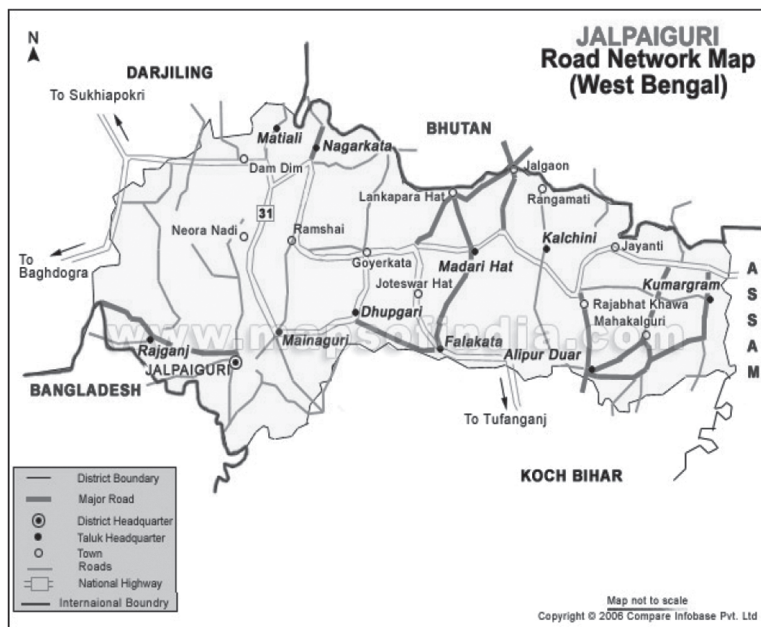 JALPAIGURI
Road Network Map
(West Bengal)
N
DARJILING
To Sukhiapokri
BHUTAN
Matiali
Nagarkata
Dam Dim
Jalgaon
Lankapara Hat
Rangamati
31
Neora Nadi
Ramshai
Kalchini
Jayanti
To
Baghdogra
Goyerkata
Madari Hat
A
S
S
A
M
Joteswar Hat
Kumargram
Rajabhat Khawa
Dhupgari
Mahakalguri
www.mapsofindia.com
Rajganj
Mainaguri
Falakata
Alipur Duar
JALPAIGURI
BANGLADESH
To Tufanganj
KOCH BIHAR
District Boundary
Major Road
District Headquarter
Taluk Headquarter
Town
Roads
National Highway
Internaional Boundry
Map not to scale
Copyright © 2006 Compare Infobase Pvt. Ltd